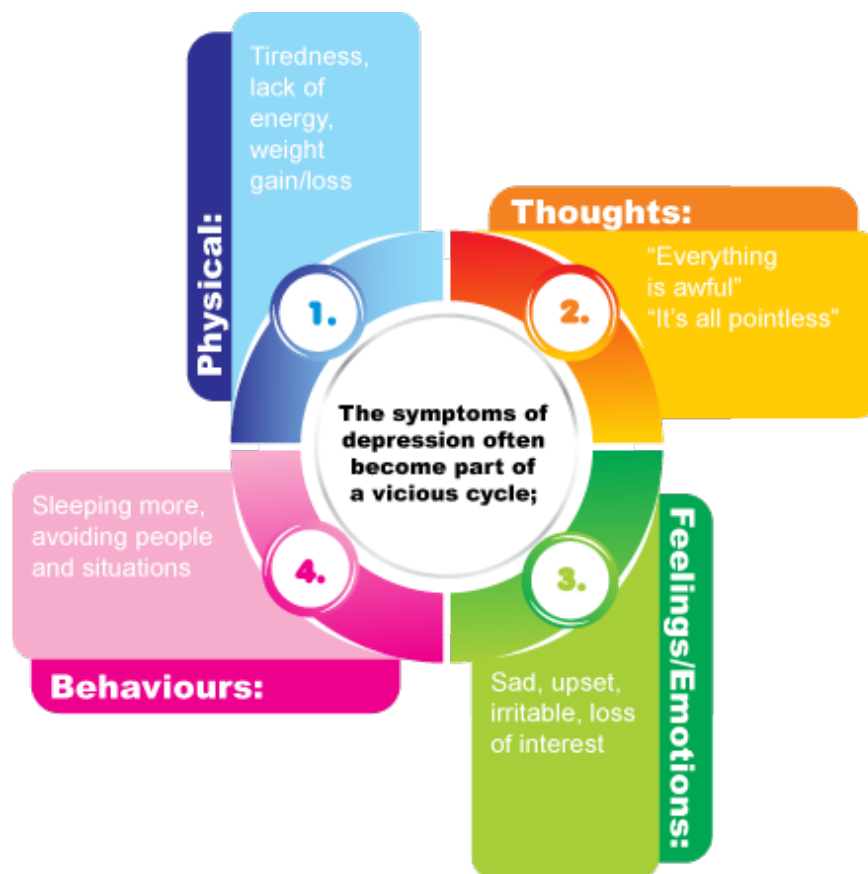 The symptoms of
depression often
become part of
a vicious cycle;
1.
Physical:
Tiredness,
lack of
energy,
weight
gain/loss
2.
Thoughts:
“Everything
is awful”
“It’s all pointless”
3.
Feelings/Emotions:
Sad, upset,
irritable, loss
of interest
4.
Behaviours:
Sleeping more,
avoiding people
and situations